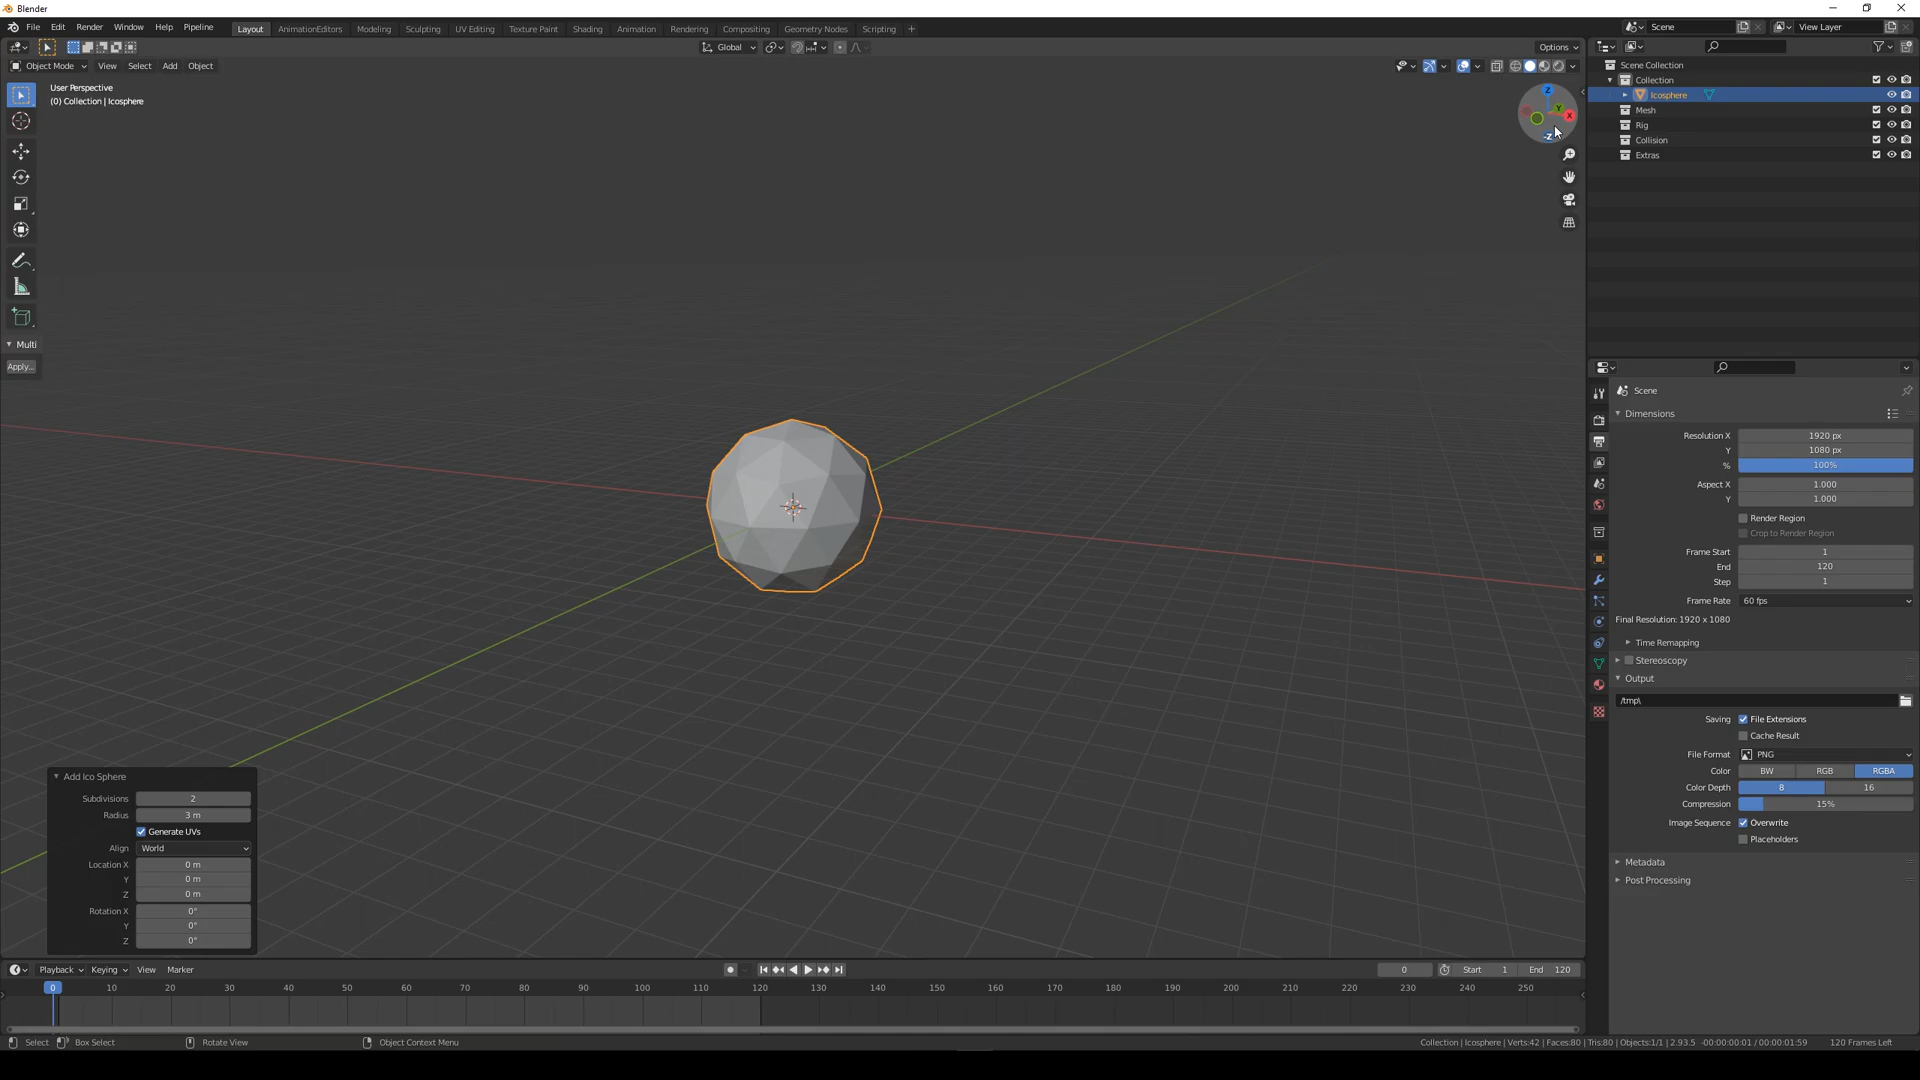 Blender
File Edit Render Window Help Pipeline Layout AnimationEditors Modeling Sculpting UV Editing Texture Paint Shading Animation Rendering Compositing Geometry Nodes Scripting + Scene View Layer
Global Options
Object Mode View Select Add Object
User Perspective
(0) Collection | Icosphere
Z
Y
X
-Z
Multi
Apply...
Scene Collection
Collection
Icosphere
Mesh
Rig
Collision
Extras
Scene
Dimensions
Resolution X 1920 px
Y 1080 px
% 100%
Aspect X 1.000
Y 1.000
Render Region
Crop to Render Region
Frame Start 1
End 120
Step 1
Frame Rate 60 fps
Final Resolution: 1920 x 1080
Time Remapping
Stereoscopy
Output
/tmp\
Saving File Extensions
Cache Result
File Format PNG
Color BW RGB RGBA
Color Depth 8 16
Compression 15%
Image Sequence Overwrite
Placeholders
Metadata
Post Processing
Add Ico Sphere
Subdivisions 2
Radius 3 m
Generate UVs
Align World
Location X 0 m
Y 0 m
Z 0 m
Rotation X 0°
Y 0°
Z 0°
Playback Keying View Marker 0 Start 1 End 120
0 10 20 30 40 50 60 70 80 90 100 110 120 130 140 150 160 170 180 190 200 210 220 230 240 250
Select Box Select Rotate View Object Context Menu Collection | Icosphere | Verts:42 | Faces:80 | Tris:80 | Objects:1/1 | 2.93.5 -00:00:00:01 / 00:00:01:59 120 Frames Left